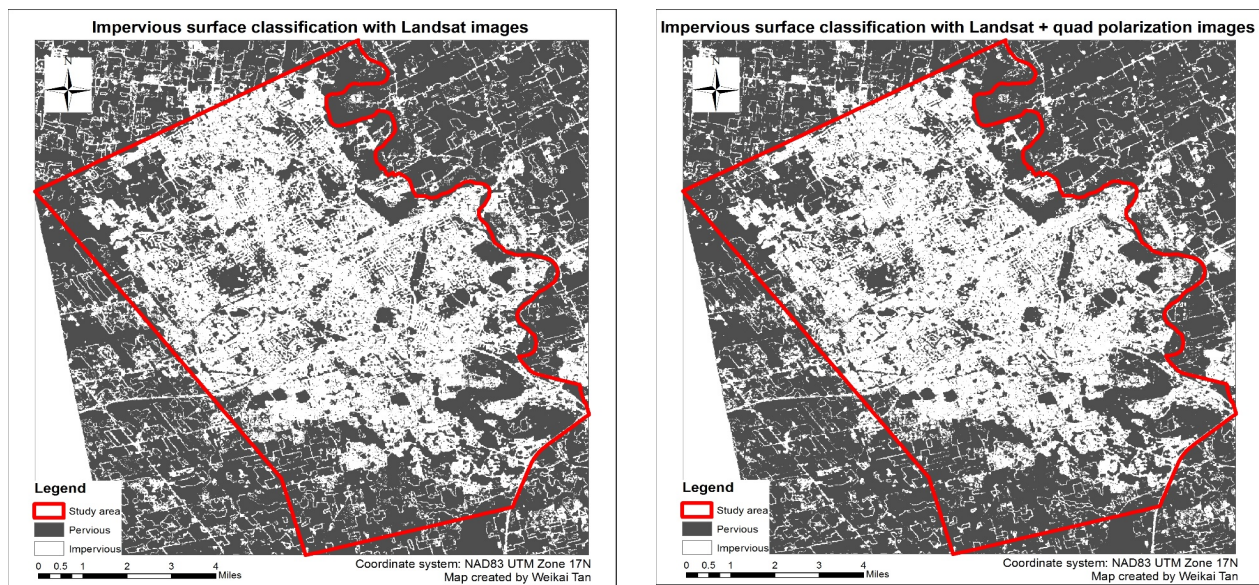 Impervious surface classification with Landsat images
N
Legend
Study area
Pervious
Impervious
0 0.5 1 2 3 4
Miles
Coordinate system: NAD83 UTM Zone 17N
Map created by Weikai Tan
Impervious surface classification with Landsat + quad polarization images
N
Legend
Study area
Pervious
Impervious
0 0.5 1 2 3 4
Miles
Coordinate system: NAD83 UTM Zone 17N
Map created by Weikai Tan